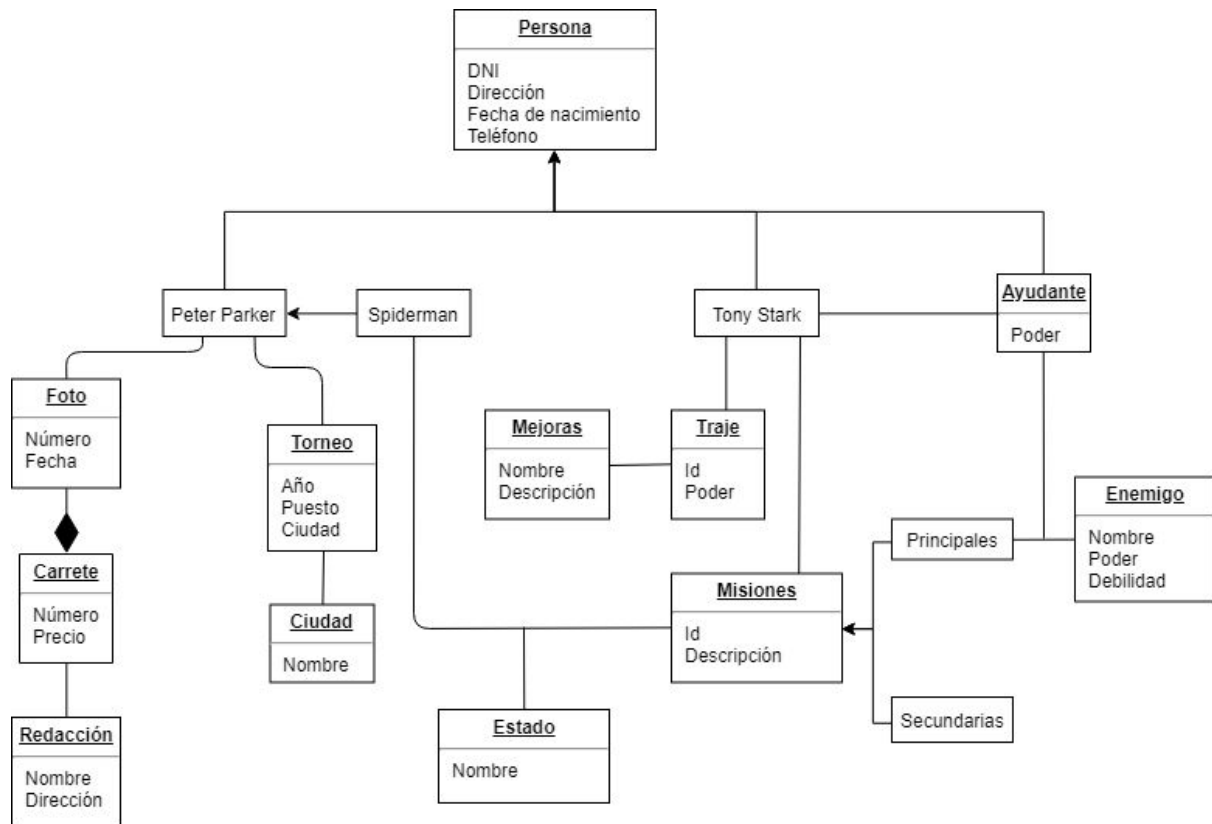 Persona
DNI
Dirección
Fecha de nacimiento
Teléfono
Peter Parker
Spiderman
Tony Stark
Ayudante
Poder
Foto
Número
Fecha
Torneo
Año
Puesto
Ciudad
Mejoras
Nombre
Descripción
Traje
Id
Poder
Enemigo
Nombre
Poder
Debilidad
Principales
Carrete
Número
Precio
Ciudad
Nombre
Misiones
Id
Descripción
Secundarias
Redacción
Nombre
Dirección
Estado
Nombre